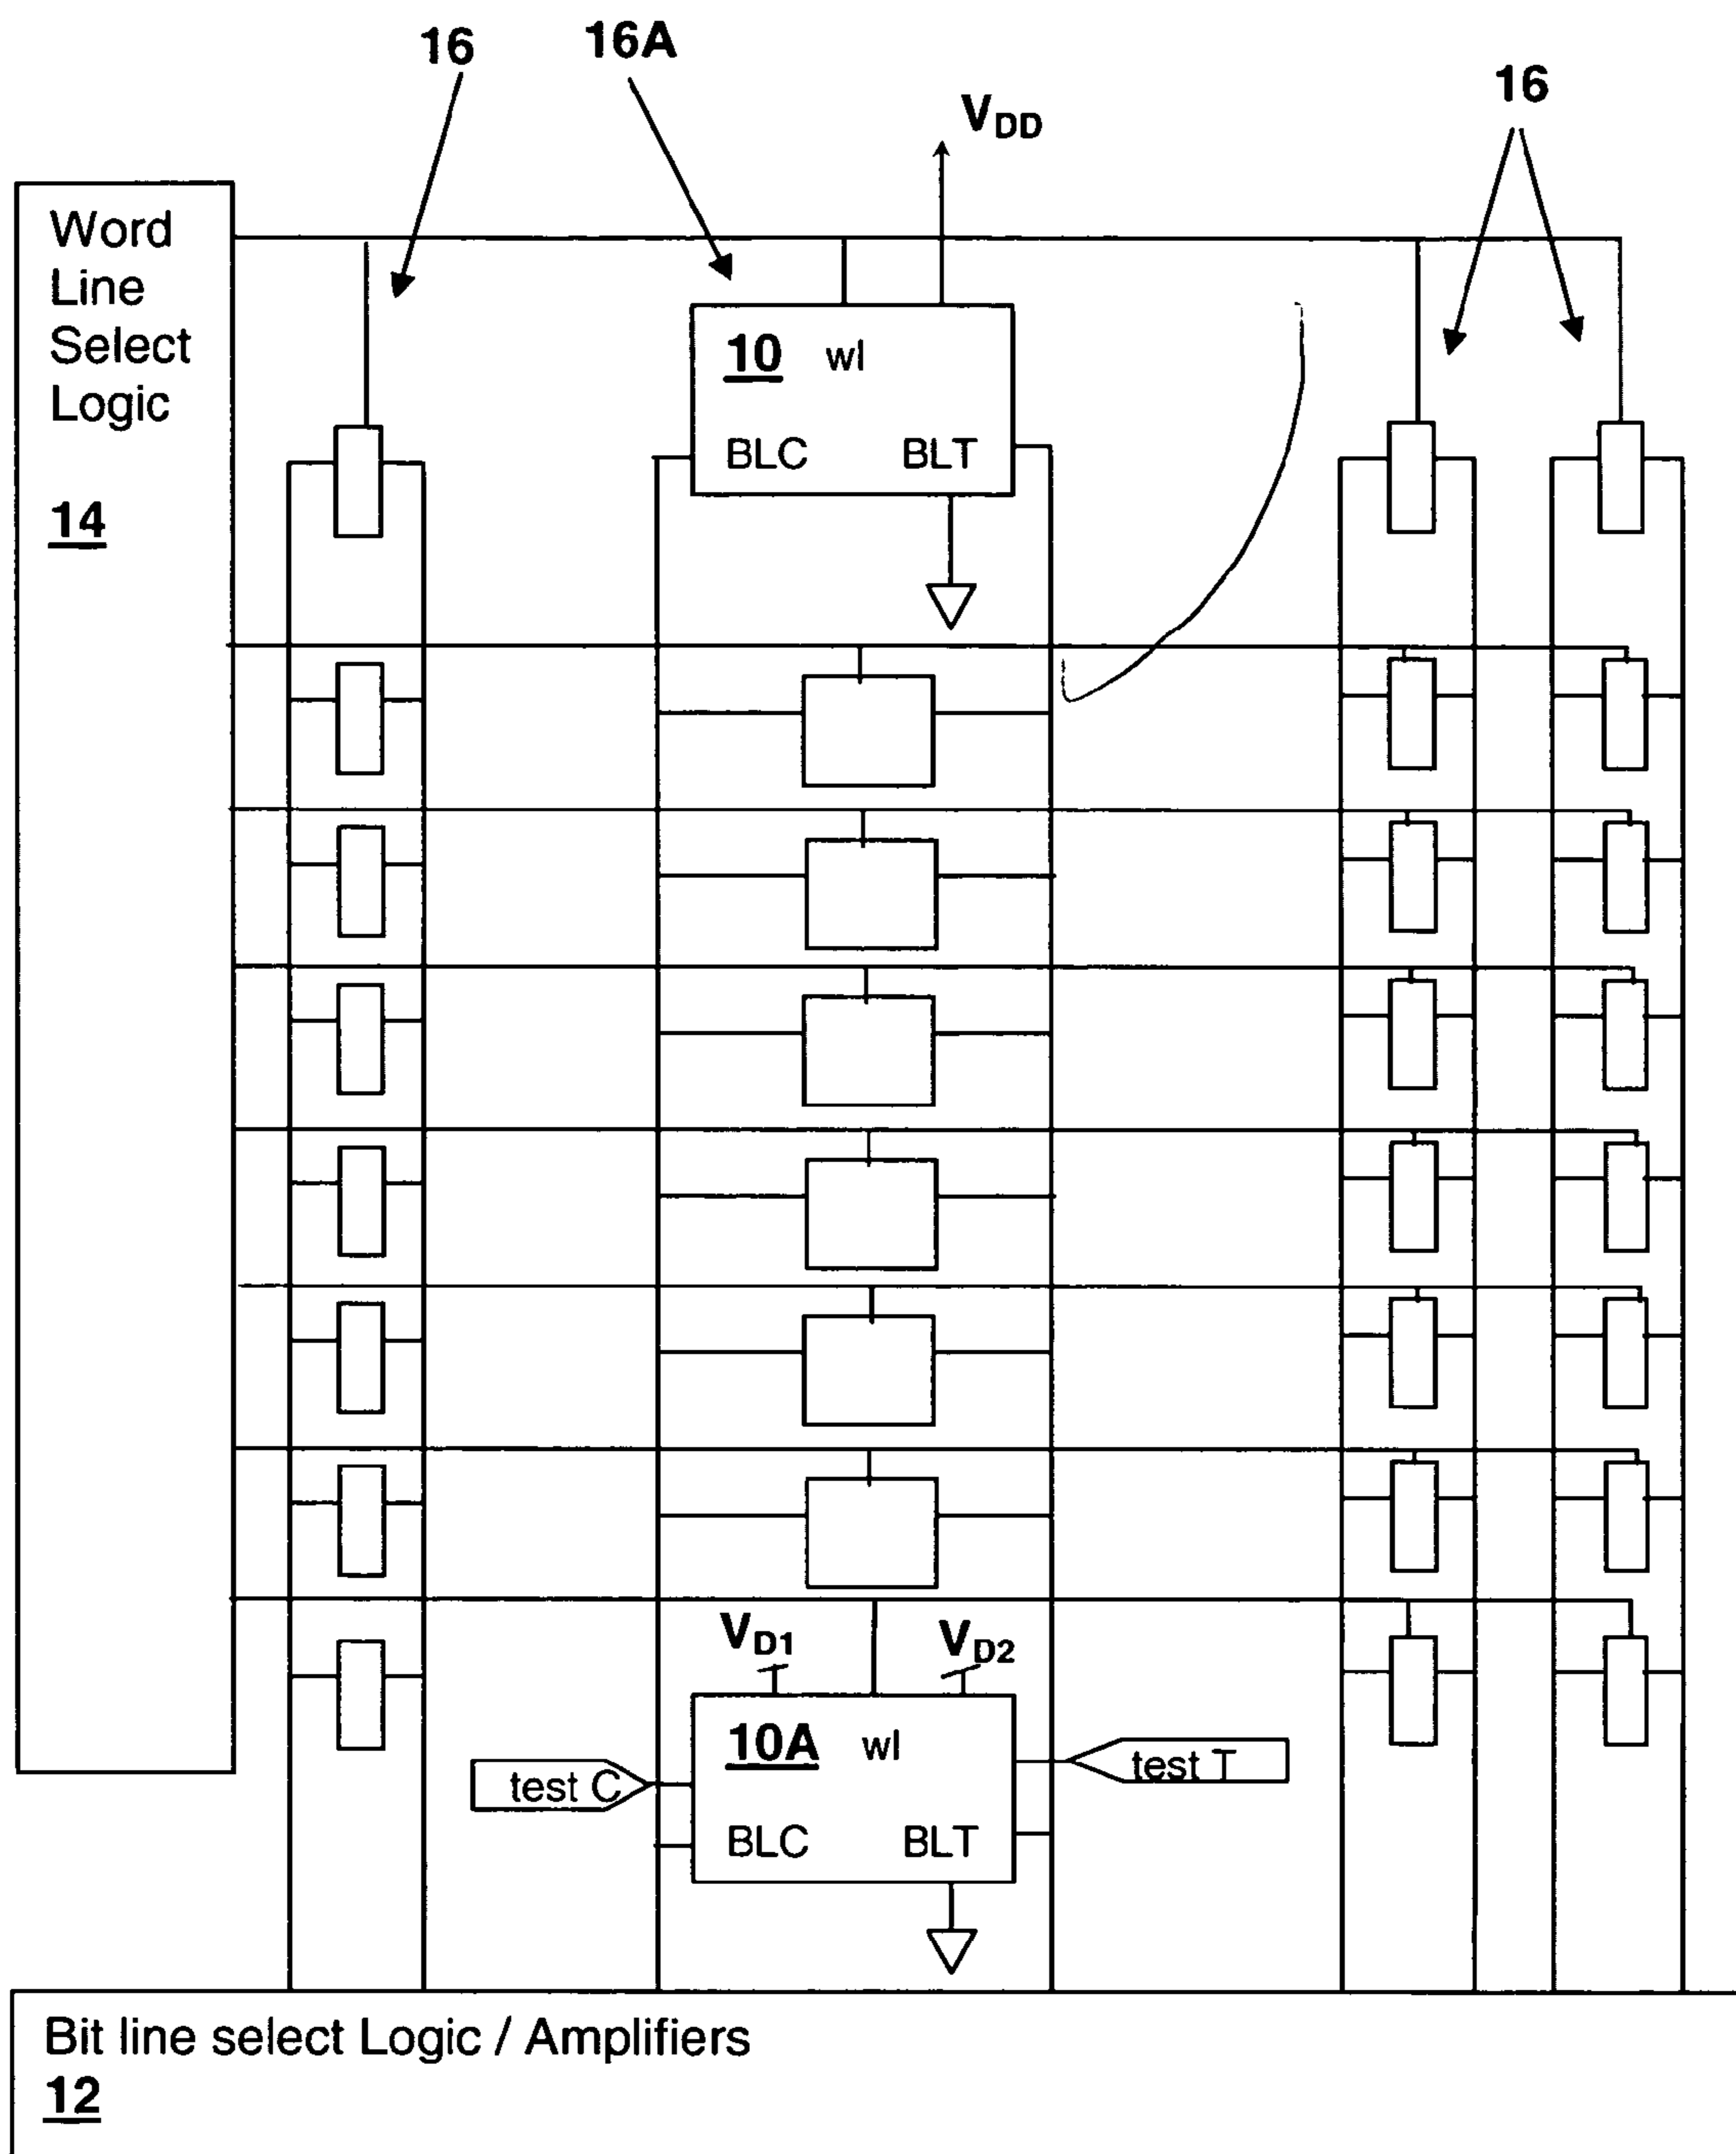 16
16A
16
VDD
Word
Line
Select
Logic
14
10 wl
BLC BLT
VD1
VD2
10A wl
test C
test T
BLC BLT
Bit line select Logic / Amplifiers
12